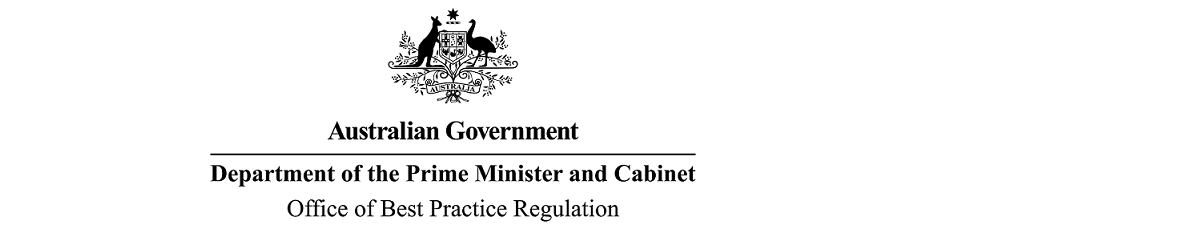 AUSTRALIA
Australian Government
Department of the Prime Minister and Cabinet
Office of Best Practice Regulation